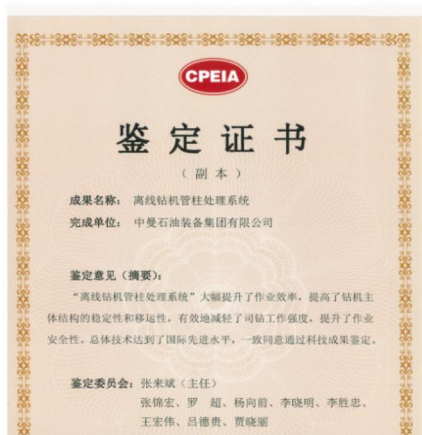 CPEIA
鉴定证书
（副本）
成果名称：离线钻机管柱处理系统
完成单位：中曼石油装备集团有限公司
鉴定意见（摘要）：
“离线钻机管柱处理系统”大幅提升了作业效率，提高了钻机主
体结构的稳定性和移运性，有效地减轻了司钻工作强度，提升了作业
安全性。总体技术达到了国际先进水平，一致同意通过科技成果鉴定。
鉴定委员会：张来斌（主任）
张锦宏、罗　超、杨向前、李晓明、李胜忠、
王宏伟、吕德贵、贾晓丽